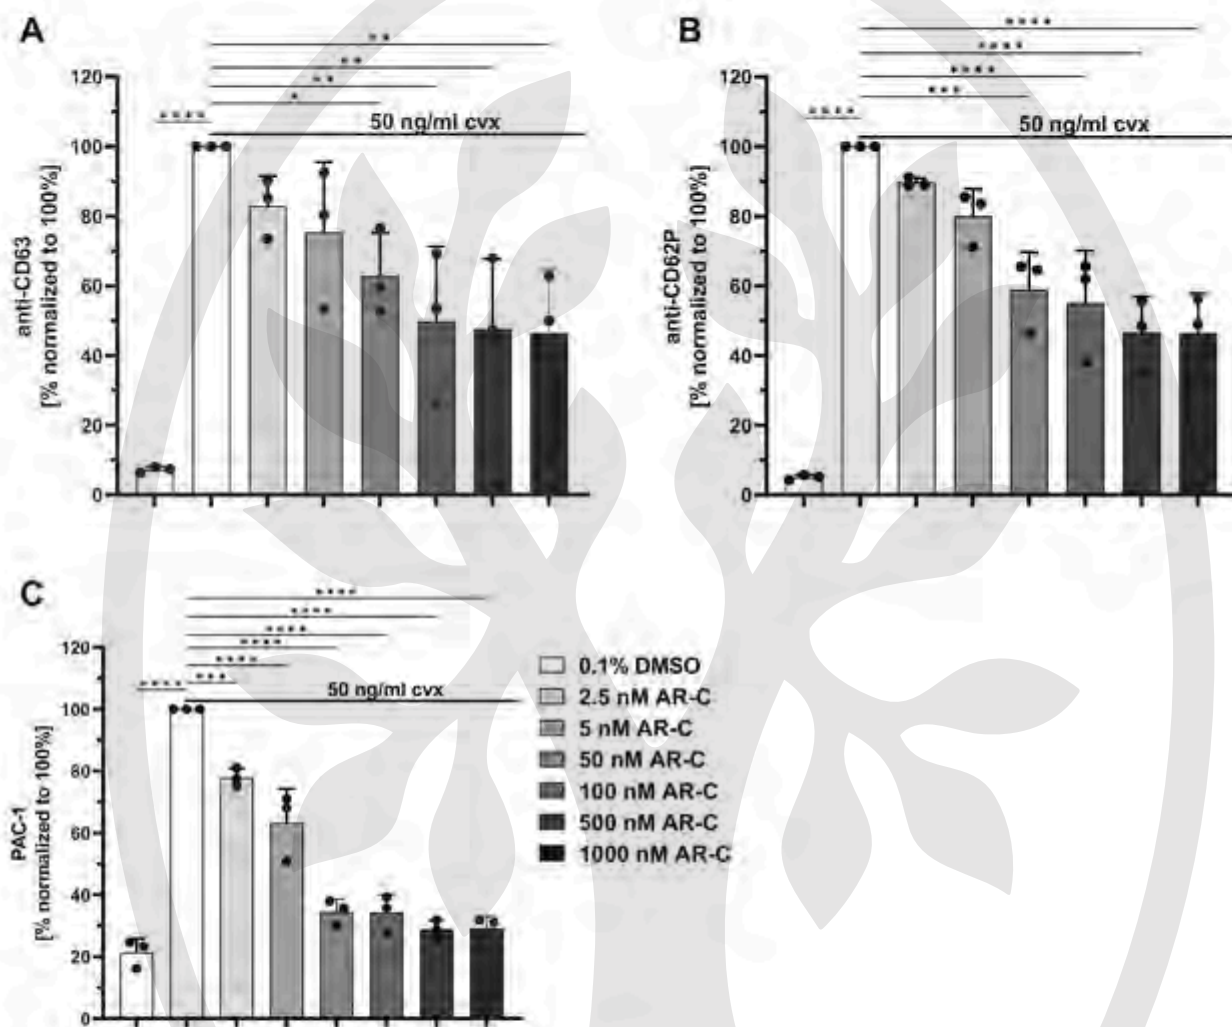 A
** 
**
**
*
****
50 ng/ml cvx
120
100
80
60
40
20
0
anti-CD63
[% normalized to 100%]
B
****
****
****
***
****
50 ng/ml cvx
120
100
80
60
40
20
0
anti-CD62P
[% normalized to 100%]
C
****
****
****
****
****
***
****
50 ng/ml cvx
120
100
80
60
40
20
0
PAC-1
[% normalized to 100%]
0.1% DMSO
2.5 nM AR-C
5 nM AR-C
50 nM AR-C
100 nM AR-C
500 nM AR-C
1000 nM AR-C